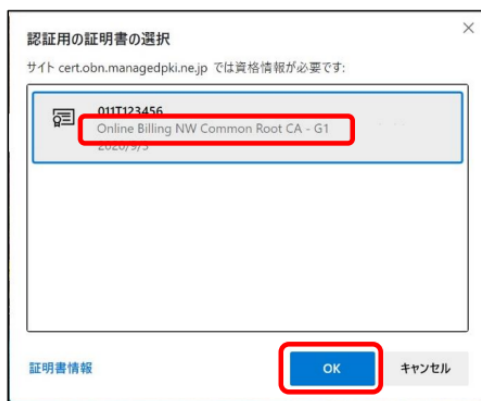 認証用の証明書の選択
サイト cert.obn.managedpki.ne.jp では資格情報が必要です:
011T123456
Online Billing NW Common Root CA - G1
2020/9/3
証明書情報
OK
キャンセル